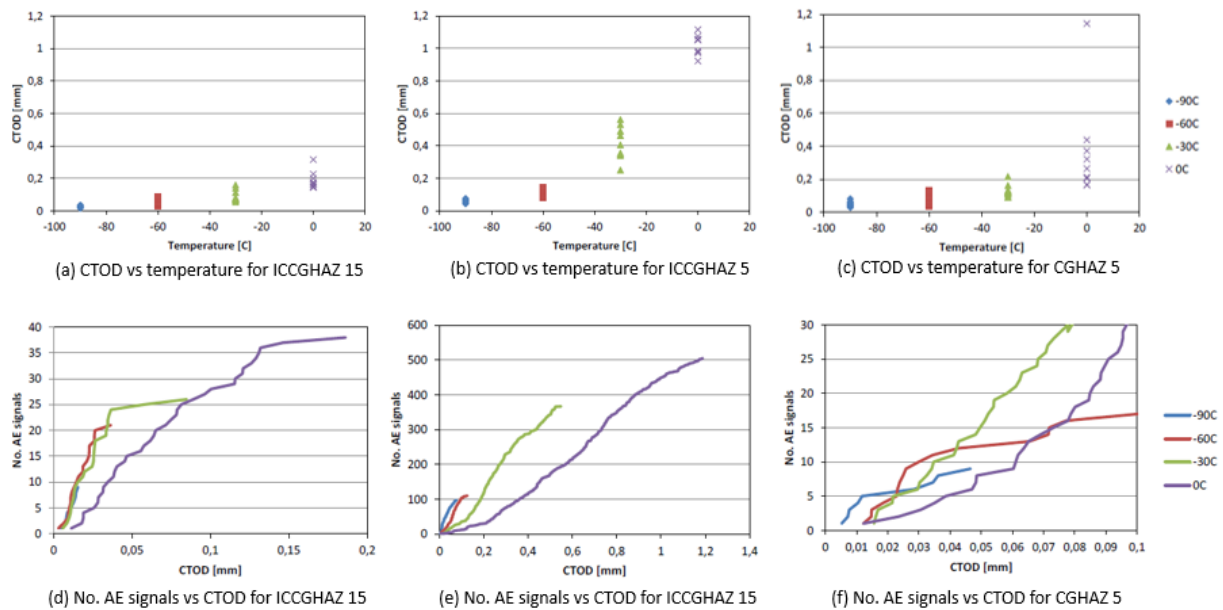 1,2
1
0,8
0,6
0,4
0,2
0
CTOD [mm]
-100 -80 -60 -40 -20 0 20
Temperature [C]
(a) CTOD vs temperature for ICCGHAZ 15
1,2
1
0,8
0,6
0,4
0,2
0
CTOD [mm]
-100 -80 -60 -40 -20 0 20
Temperature [C]
(b) CTOD vs temperature for ICCGHAZ 5
1,2
1
0,8
0,6
0,4
0,2
0
CTOD [mm]
-100 -80 -60 -40 -20 0 20
Temperature [C]
(c) CTOD vs temperature for CGHAZ 5
-90C
-60C
-30C
0C
40
35
30
25
20
15
10
5
0
No. AE signals
0 0,05 0,1 0,15 0,2
CTOD [mm]
(d) No. AE signals vs CTOD for ICCGHAZ 15
600
500
400
300
200
100
0
No. AE signals
0 0,2 0,4 0,6 0,8 1 1,2 1,4
CTOD [mm]
(e) No. AE signals vs CTOD for ICCGHAZ 15
30
25
20
15
10
5
0
No. AE signals
0 0,01 0,02 0,03 0,04 0,05 0,06 0,07 0,08 0,09 0,1
CTOD [mm]
(f) No. AE signals vs CTOD for CGHAZ 5
-90C
-60C
-30C
0C